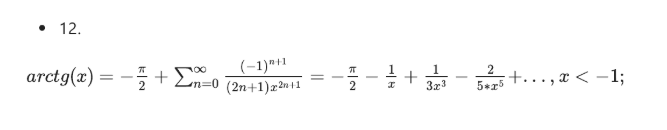 • 12.
arctg(x) = −π/2 + ∑_{n=0}^{∞} (−1)^{n+1}/((2n+1)x^{2n+1}) = −π/2 − 1/x + 1/(3x^3) − 2/(5*x^5) +..., x < −1;